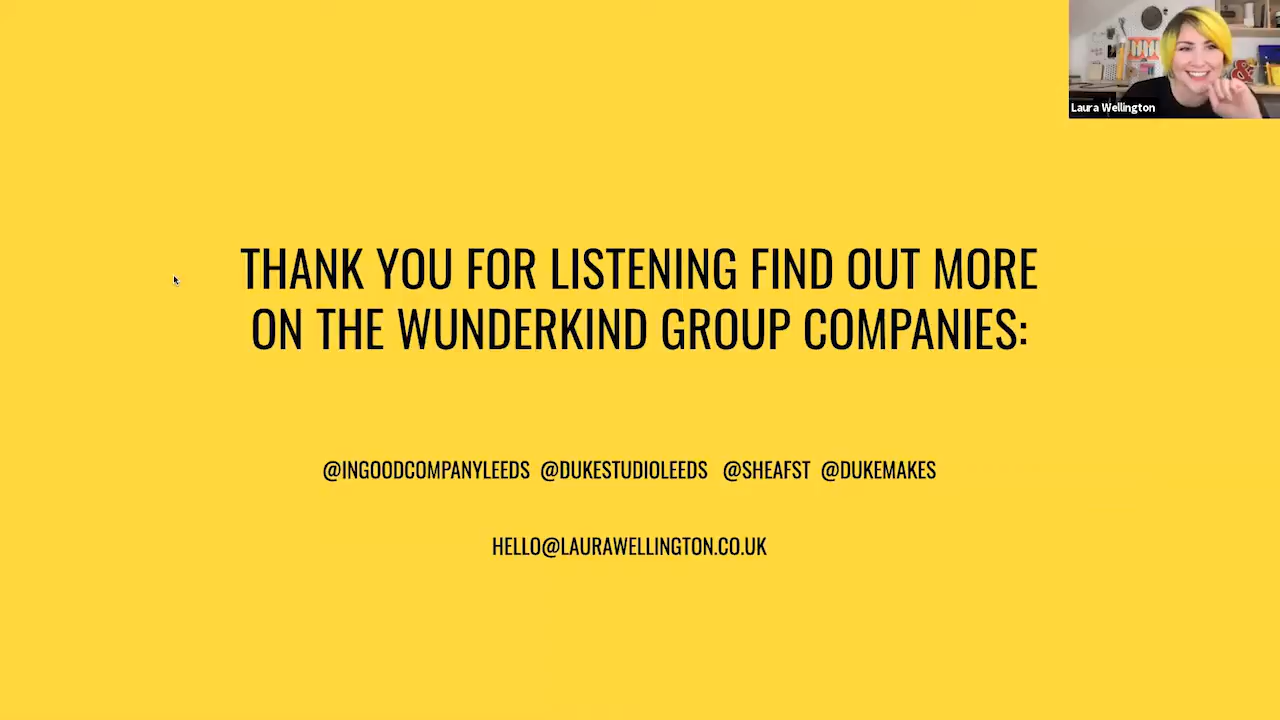 Laura Wellington
THANK YOU FOR LISTENING FIND OUT MORE
ON THE WUNDERKIND GROUP COMPANIES:
@INGOODCOMPANYLEEDS @DUKESTUDIOLEEDS @SHEAFST @DUKEMAKES
HELLO@LAURAWELLINGTON.CO.UK